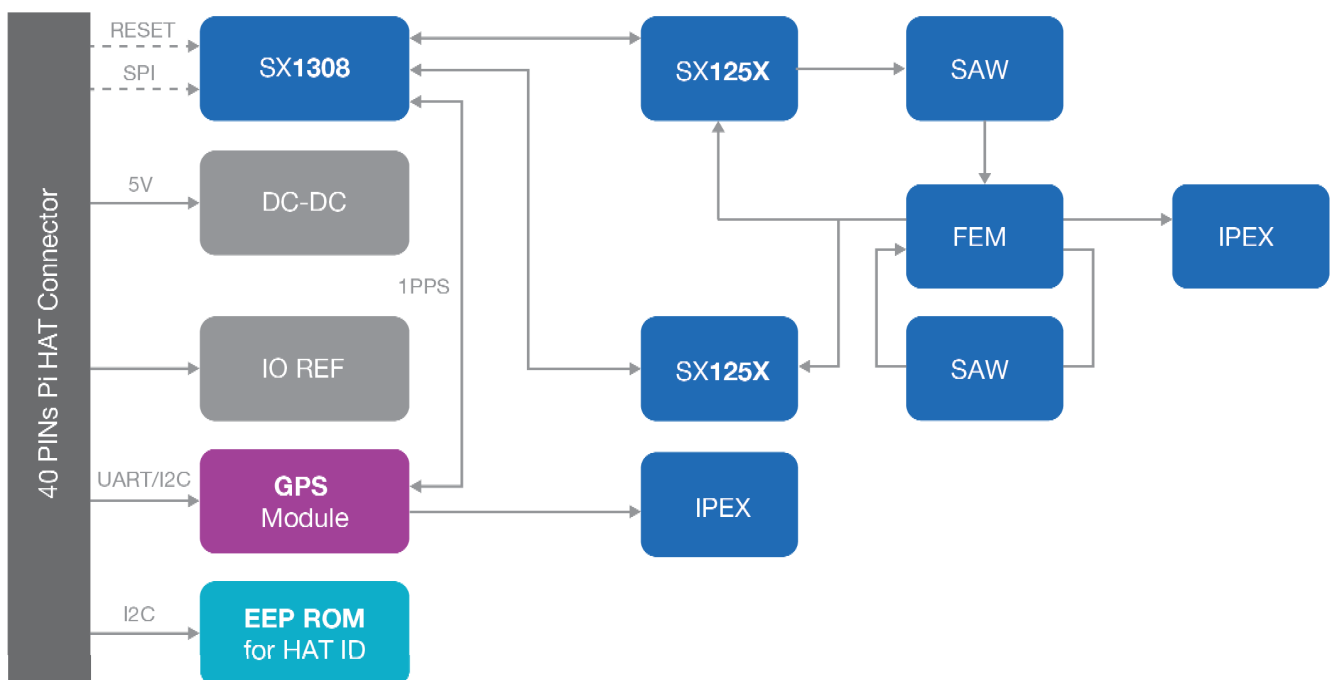 40 PINs Pi HAT Connector
RESET
SPI
SX1308
SX125X
SAW
5V
DC-DC
FEM
IPEX
1PPS
IO REF
SX125X
SAW
UART/I2C
GPS
Module
IPEX
I2C
EEP ROM
for HAT ID